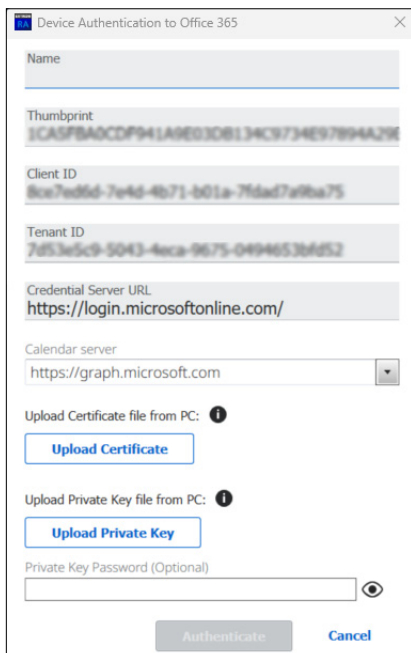 RA Device Authentication to Office 365
Name
Thumbprint
Client ID
Tenant ID
Credential Server URL
https://login.microsoftonline.com/
Calendar server
https://graph.microsoft.com
Upload Certificate file from PC:
Upload Certificate
Upload Private Key file from PC:
Upload Private Key
Private Key Password (Optional)
Authenticate
Cancel